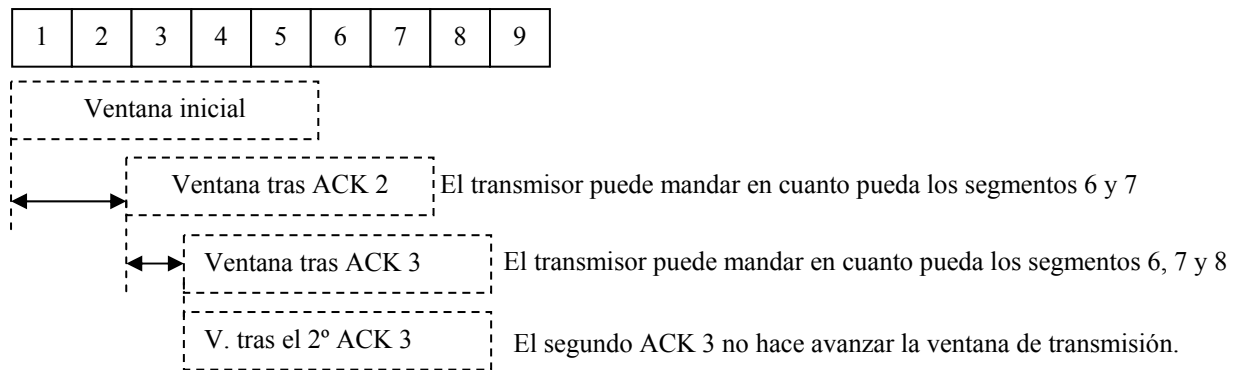 1 2 3 4 5 6 7 8 9
Ventana inicial
Ventana tras ACK 2 El transmisor puede mandar en cuanto pueda los segmentos 6 y 7
Ventana tras ACK 3 El transmisor puede mandar en cuanto pueda los segmentos 6, 7 y 8
V. tras el 2º ACK 3 El segundo ACK 3 no hace avanzar la ventana de transmisión.